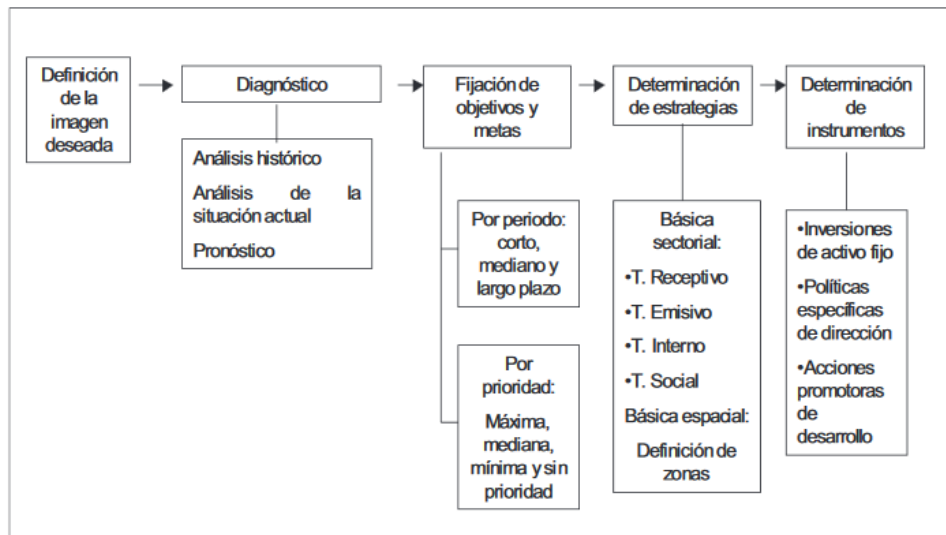 Definición
de la
imagen
deseada
Diagnóstico
Análisis histórico
Análisis de la
situación actual
Pronóstico
Fijación de
objetivos y
metas
Por periodo:
corto,
mediano y
largo plazo
Por
prioridad:
Máxima,
mediana,
mínima y sin
prioridad
Determinación
de estrategias
Básica
sectorial:
•T. Receptivo
•T. Emisivo
•T. Interno
•T. Social
Básica espacial:
Definición de
zonas
Determinación
de
instrumentos
•Inversiones
de activo fijo
•Políticas
específicas
de dirección
•Acciones
promotoras
de
desarrollo